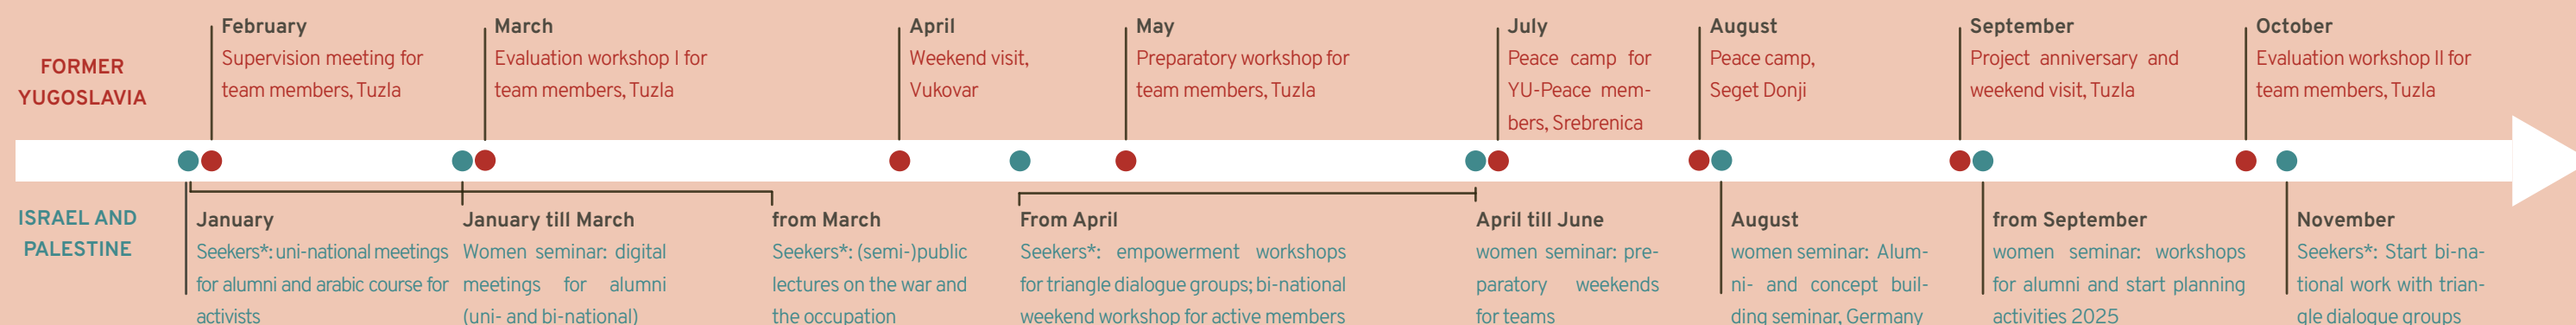 FORMER
YUGOSLAVIA
February
Supervision meeting for
team members, Tuzla
March
Evaluation workshop I for
team members, Tuzla
April
Weekend visit,
Vukovar
May
Preparatory workshop for
team members, Tuzla
July
Peace camp for
YU-Peace mem-
bers, Srebrenica
August
Peace camp,
Seget Donji
September
Project anniversary and
weekend visit, Tuzla
October
Evaluation workshop II for
team members, Tuzla
ISRAEL AND
PALESTINE
January
Seekers*: uni-national meetings
for alumni and arabic course for
activists
January till March
Women seminar: digital
meetings for alumni
(uni- and bi-national)
from March
Seekers*: (semi-)public
lectures on the war and
the occupation
From April
Seekers*: empowerment workshops
for triangle dialogue groups; bi-national
weekend workshop for active members
April till June
women seminar: pre-
paratory weekends
for teams
August
women seminar: Alum-
ni- and concept buil-
ding seminar, Germany
from September
women seminar: workshops
for alumni and start planning
activities 2025
November
Seekers*: Start bi-na-
tional work with trian-
gle dialogue groups